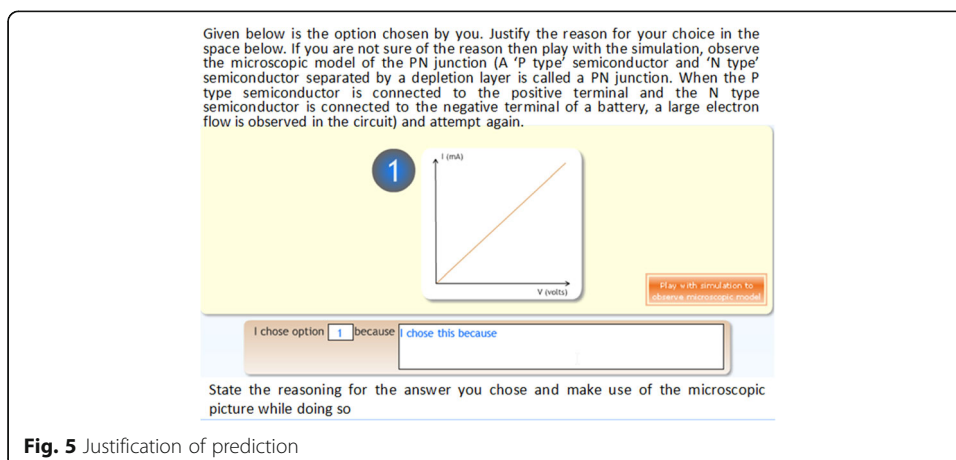 Given below is the option chosen by you. Justify the reason for your choice in the
space below. If you are not sure of the reason then play with the simulation, observe
the microscopic model of the PN junction (A ‘P type’ semiconductor and ‘N type’
semiconductor separated by a depletion layer is called a PN junction. When the P
type semiconductor is connected to the positive terminal and the N type
semiconductor is connected to the negative terminal of a battery, a large electron
flow is observed in the circuit) and attempt again.
1
I (mA)
V (volts)
Play with simulation to
observe microscopic model
I chose option 1 because I chose this because
State the reasoning for the answer you chose and make use of the microscopic
picture while doing so
Fig. 5 Justification of prediction